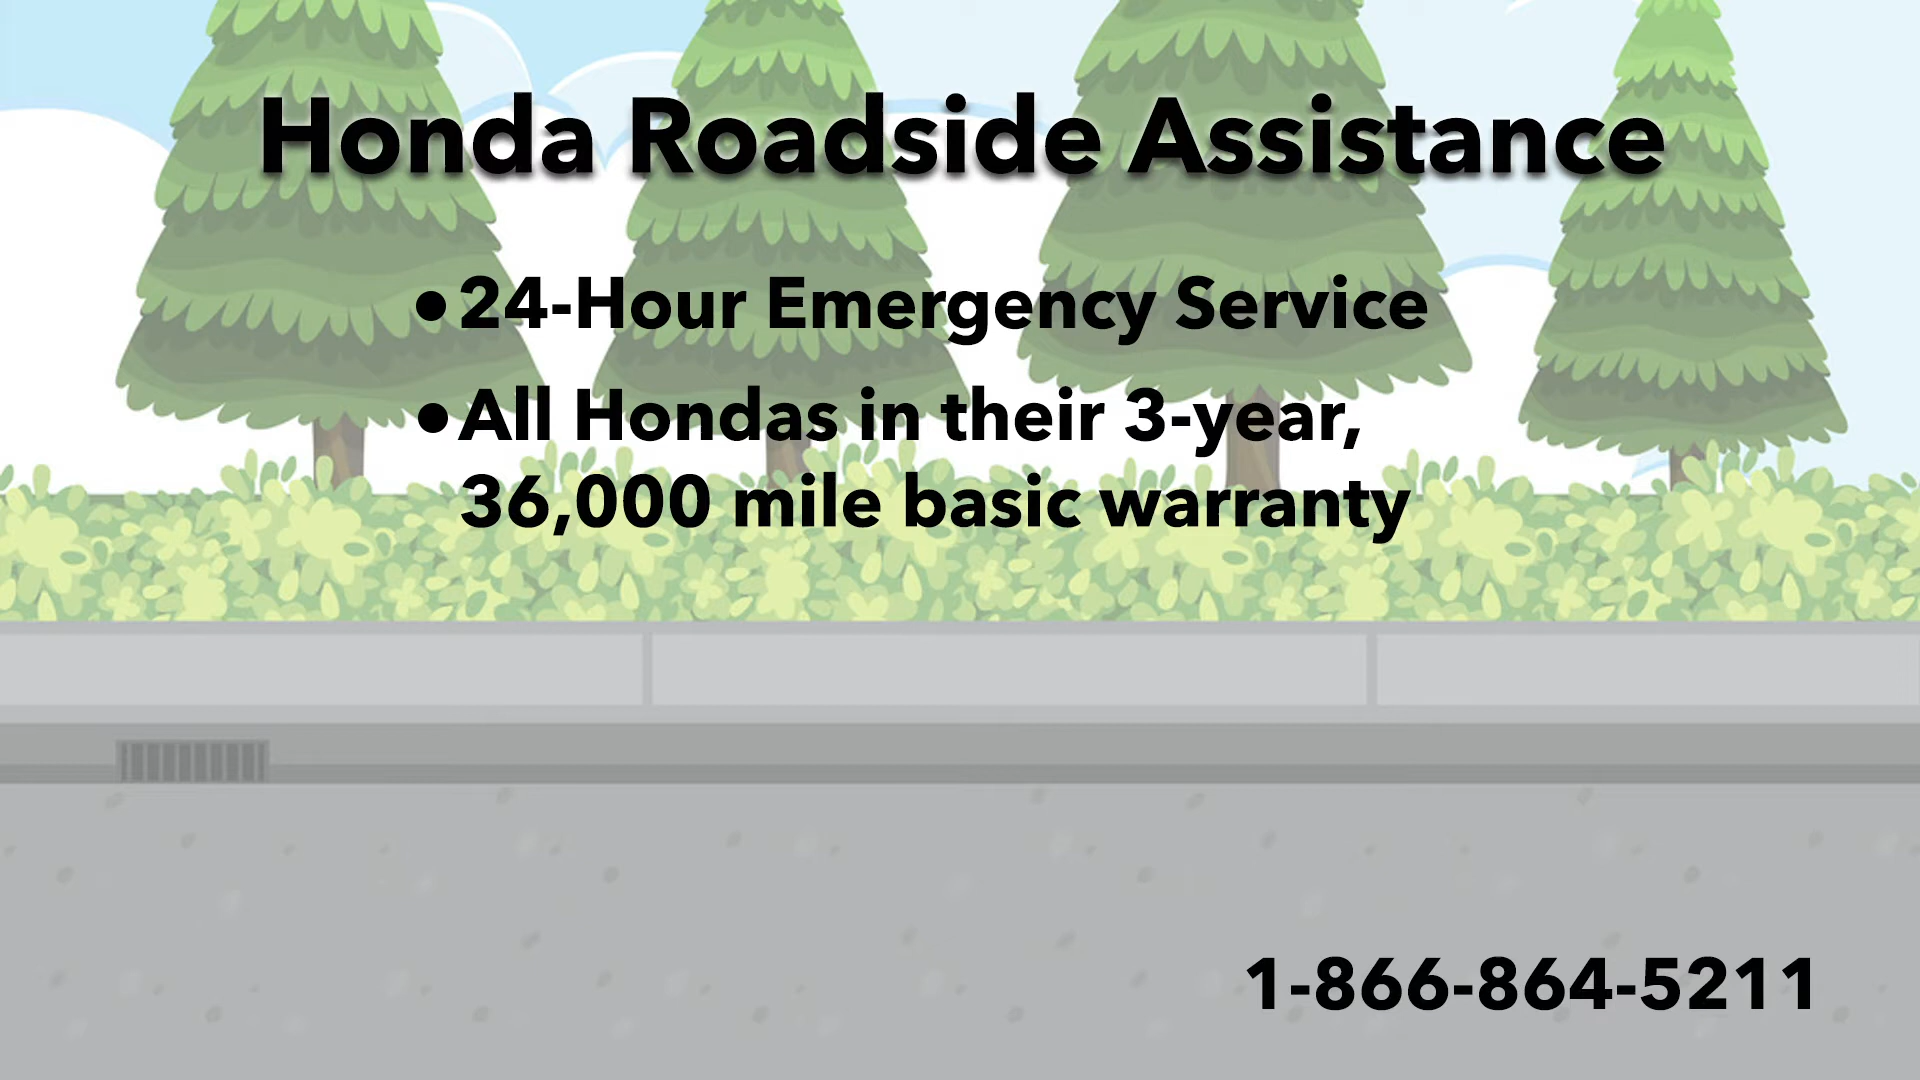 Honda Roadside Assistance
•24-Hour Emergency Service
•All Hondas in their 3-year,
36,000 mile basic warranty
1-866-864-5211